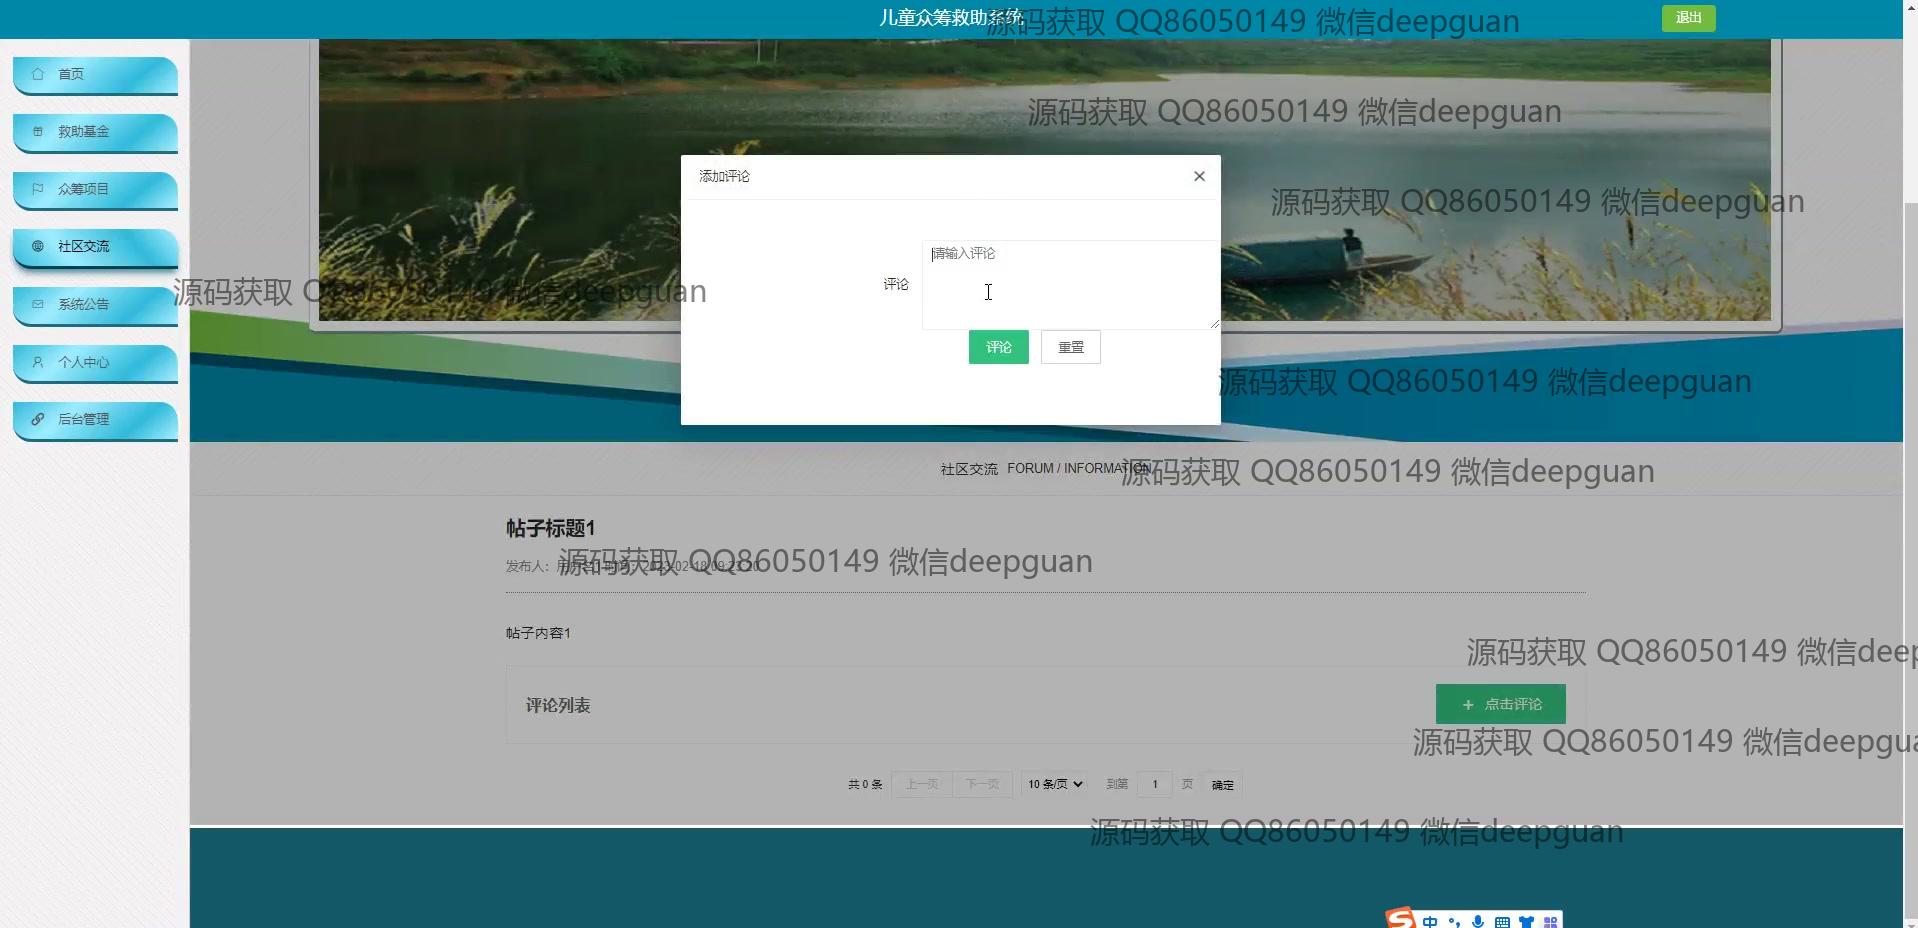 儿童众筹救助系统
源码获取 QQ86050149 微信deepguan
退出
首页
救助基金
众筹项目
社区交流
系统公告
个人中心
后台管理
源码获取 QQ86050149 微信deepguan
源码获取 QQ86050149 微信deepguan
源码获取 QQ86050149 微信deepguan
添加评论
请输入评论
评论
评论
重置
源码获取 QQ86050149 微信deepguan
社区交流 FORUM / INFORMATION
源码获取 QQ86050149 微信deepguan
帖子标题1
发布人：
时间：2023-02-18 09:23:20
源码获取 QQ86050149 微信deepguan
帖子内容1
源码获取 QQ86050149 微信deep
评论列表
+ 点击评论
源码获取 QQ86050149 微信deepgua
共 0 条
上一页
下一页
10 条/页
到第 1 页
确定
源码获取 QQ86050149 微信deepguan
中